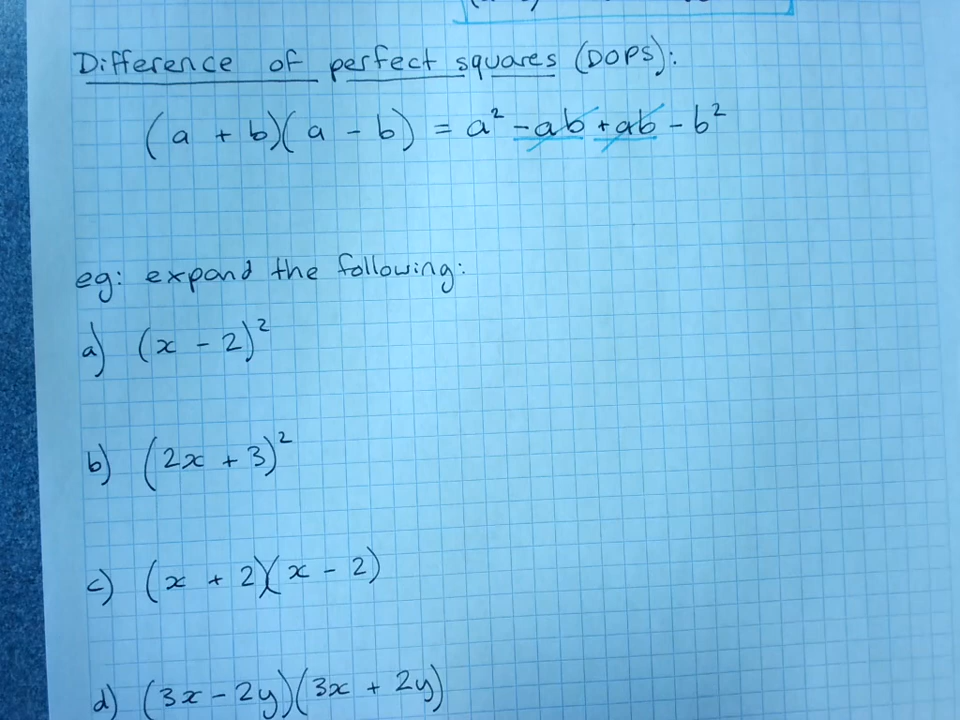 Difference of perfect squares (DOPS):
(a + b)(a - b) = a² - ab + ab - b²
eg: expand the following:
a) (x - 2)²
b) (2x + 3)²
c) (x + 2)(x - 2)
d) (3x - 2y)(3x + 2y)